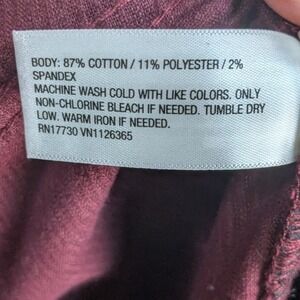 BODY: 87% COTTON / 11% POLYESTER / 2%
SPANDEX
MACHINE WASH COLD WITH LIKE COLORS. ONLY
NON-CHLORINE BLEACH IF NEEDED. TUMBLE DRY
LOW. WARM IRON IF NEEDED.
RN17730 VN1126365